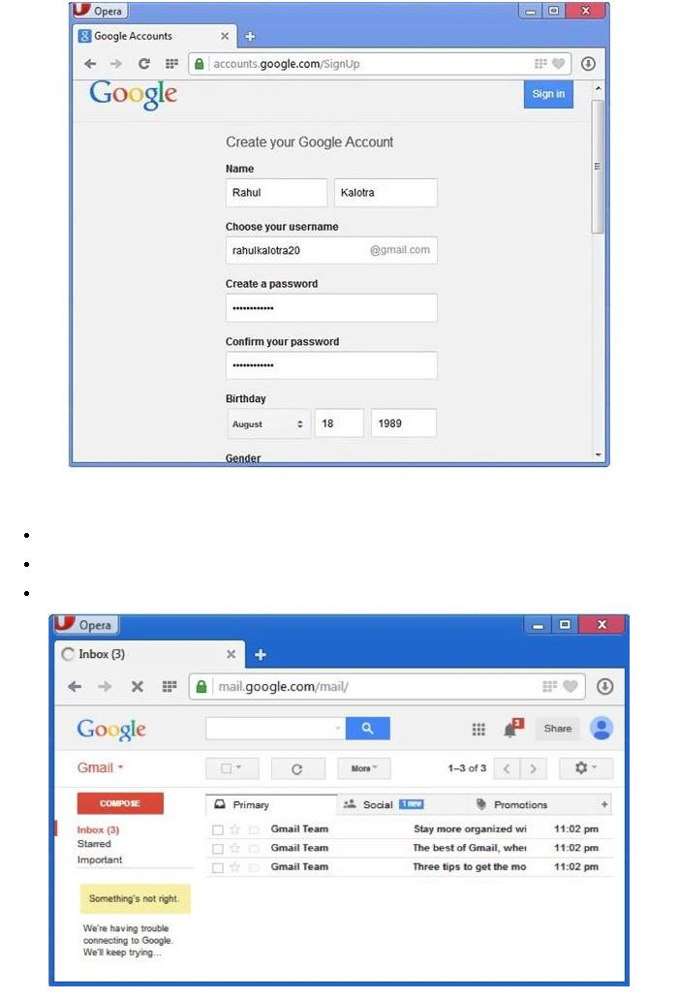 Opera
Google Accounts
accounts.google.com/SignUp
Google
Sign in
Create your Google Account
Name
Rahul Kalotra
Choose your username
rahulkalotra20 @gmail.com
Create a password
••••••••••••
Confirm your password
••••••••••••
Birthday
August 18 1989
Gender
•
•
•
Opera
Inbox (3)
mail.google.com/mail/
Google 3 Share
Gmail More 1–3 of 3
COMPOSE
Primary Social 1 new Promotions +
Inbox (3)
Starred
Important
Gmail Team Stay more organized wi 11:02 pm
Gmail Team The best of Gmail, wher 11:02 pm
Gmail Team Three tips to get the mo 11:02 pm
Something's not right.
We're having trouble
connecting to Google.
We'll keep trying...